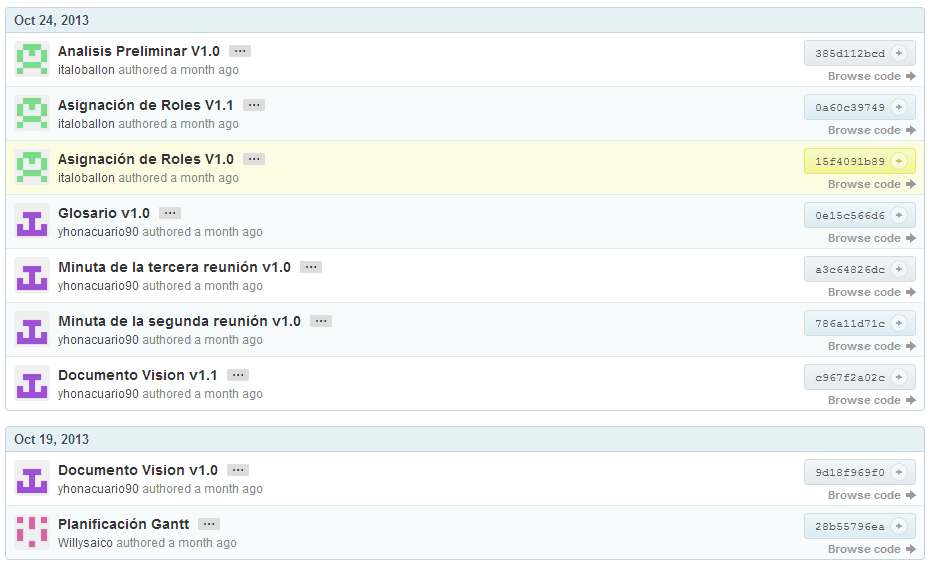 Oct 24, 2013
Analisis Preliminar V1.0 ...
385d112bcd +
italoballon authored a month ago
Browse code
Asignación de Roles V1.1 ...
0a60c39749 +
italoballon authored a month ago
Browse code
Asignación de Roles V1.0 ...
15f4091b89 +
italoballon authored a month ago
Browse code
Glosario v1.0 ...
0e15c566d6 +
yhonacuario90 authored a month ago
Browse code
Minuta de la tercera reunión v1.0 ...
a3c64826dc +
yhonacuario90 authored a month ago
Browse code
Minuta de la segunda reunión v1.0 ...
786a11d71c +
yhonacuario90 authored a month ago
Browse code
Documento Vision v1.1 ...
c967f2a02c +
yhonacuario90 authored a month ago
Browse code
Oct 19, 2013
Documento Vision v1.0 ...
9d18f969f0 +
yhonacuario90 authored a month ago
Browse code
Planificación Gantt ...
28b55796ea +
Willysaico authored a month ago
Browse code